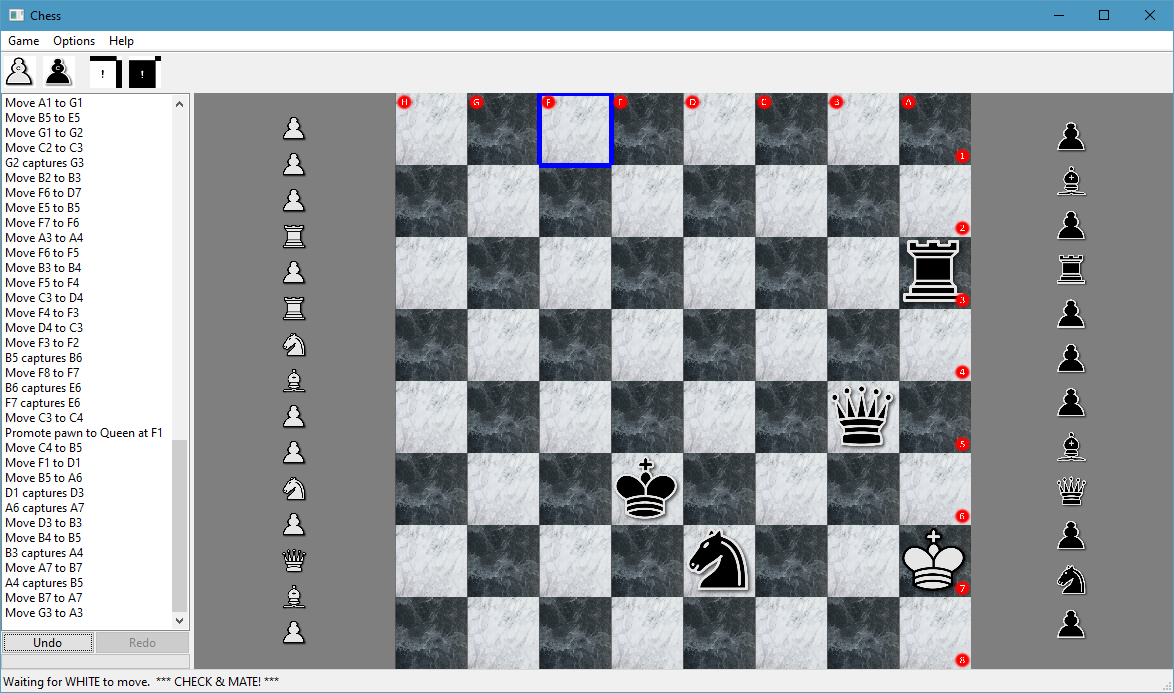 Chess
Game Options Help
C C ! !
Move A1 to G1
Move B5 to E5
Move G1 to G2
Move C2 to C3
G2 captures G3
Move B2 to B3
Move F6 to D7
Move E5 to B5
Move F7 to F6
Move A3 to A4
Move F6 to F5
Move B3 to B4
Move F5 to F4
Move C3 to D4
Move F4 to F3
Move D4 to C3
Move F3 to F2
B5 captures B6
Move F8 to F7
B6 captures E6
F7 captures E6
Move C3 to C4
Promote pawn to Queen at F1
Move C4 to B5
Move F1 to D1
Move B5 to A6
D1 captures D3
A6 captures A7
Move D3 to B3
Move B4 to B5
B3 captures A4
Move A7 to B7
A4 captures B5
Move B7 to A7
Move G3 to A3
Undo Redo
H G F E D C B A
1
2
3
4
5
6
7
8
Waiting for WHITE to move. *** CHECK & MATE! ***